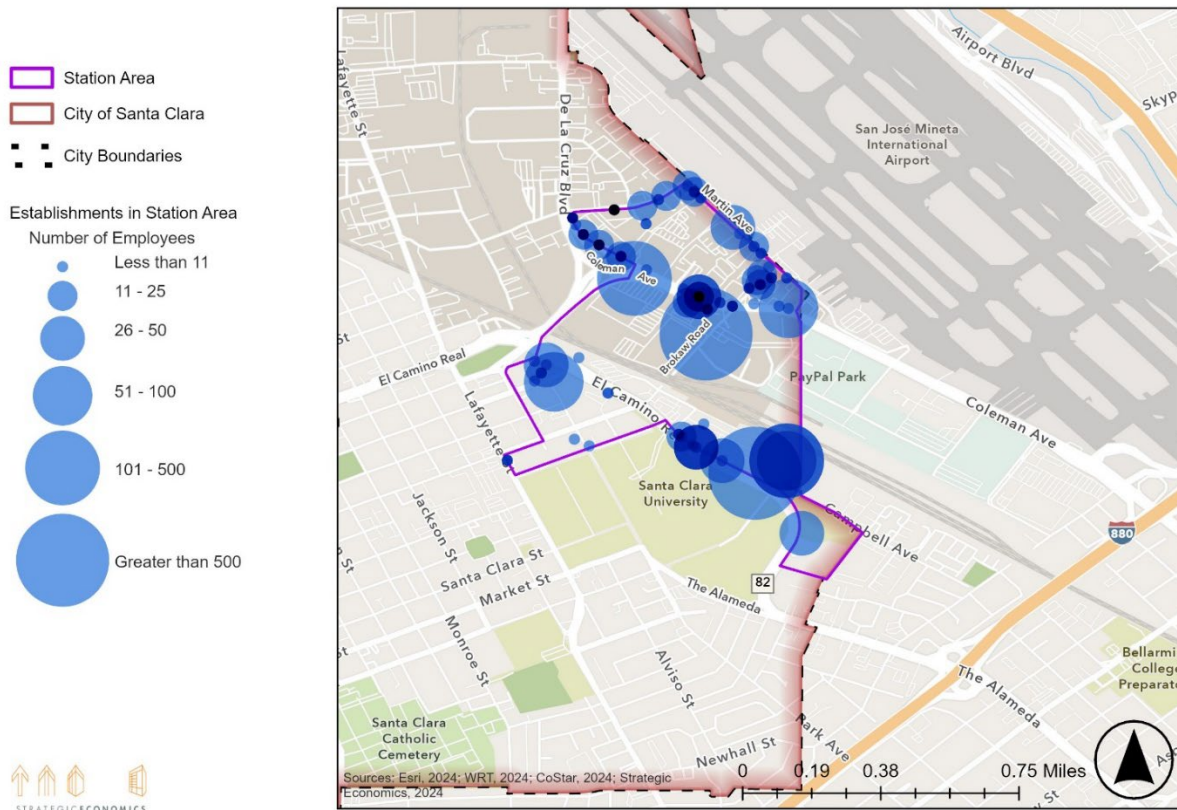 Station Area
City of Santa Clara
City Boundaries
Establishments in Station Area
Number of Employees
Less than 11
11 - 25
26 - 50
51 - 100
101 - 500
Greater than 500
STRATEGICECONOMICS
Lafayette St
De La Cruz Blvd
Airport Blvd
San José Mineta
International
Airport
Martin Ave
Coleman Ave
Brokaw Road
El Camino Real
El Camino
PayPal Park
Coleman Ave
Lafayette
Santa Clara
University
Campbell Ave
880
Jackson St
Santa Clara St
Market St
82
The Alameda
Monroe St
Alviso St
The Alameda
College
Santa Clara
Catholic
Cemetery
Park Ave
Newhall St
Sources: Esri, 2024; WRT, 2024; CoStar, 2024; Strategic
Economics, 2024
0 0.19 0.38 0.75 Miles